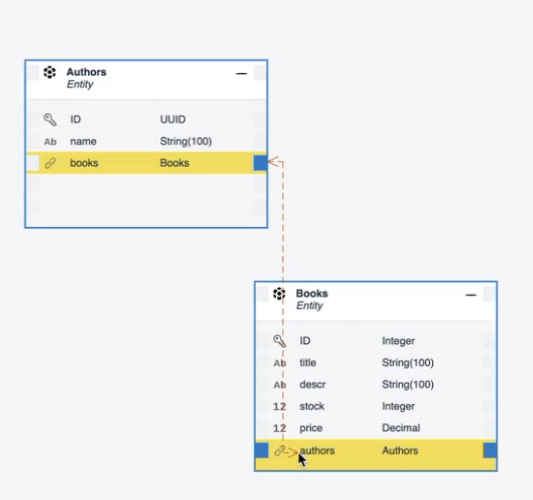 Authors
Entity
ID UUID
Ab name String(100)
books Books
Books
Entity
ID Integer
Ab title String(100)
Ab descr String(100)
12 stock Integer
12 price Decimal
authors Authors